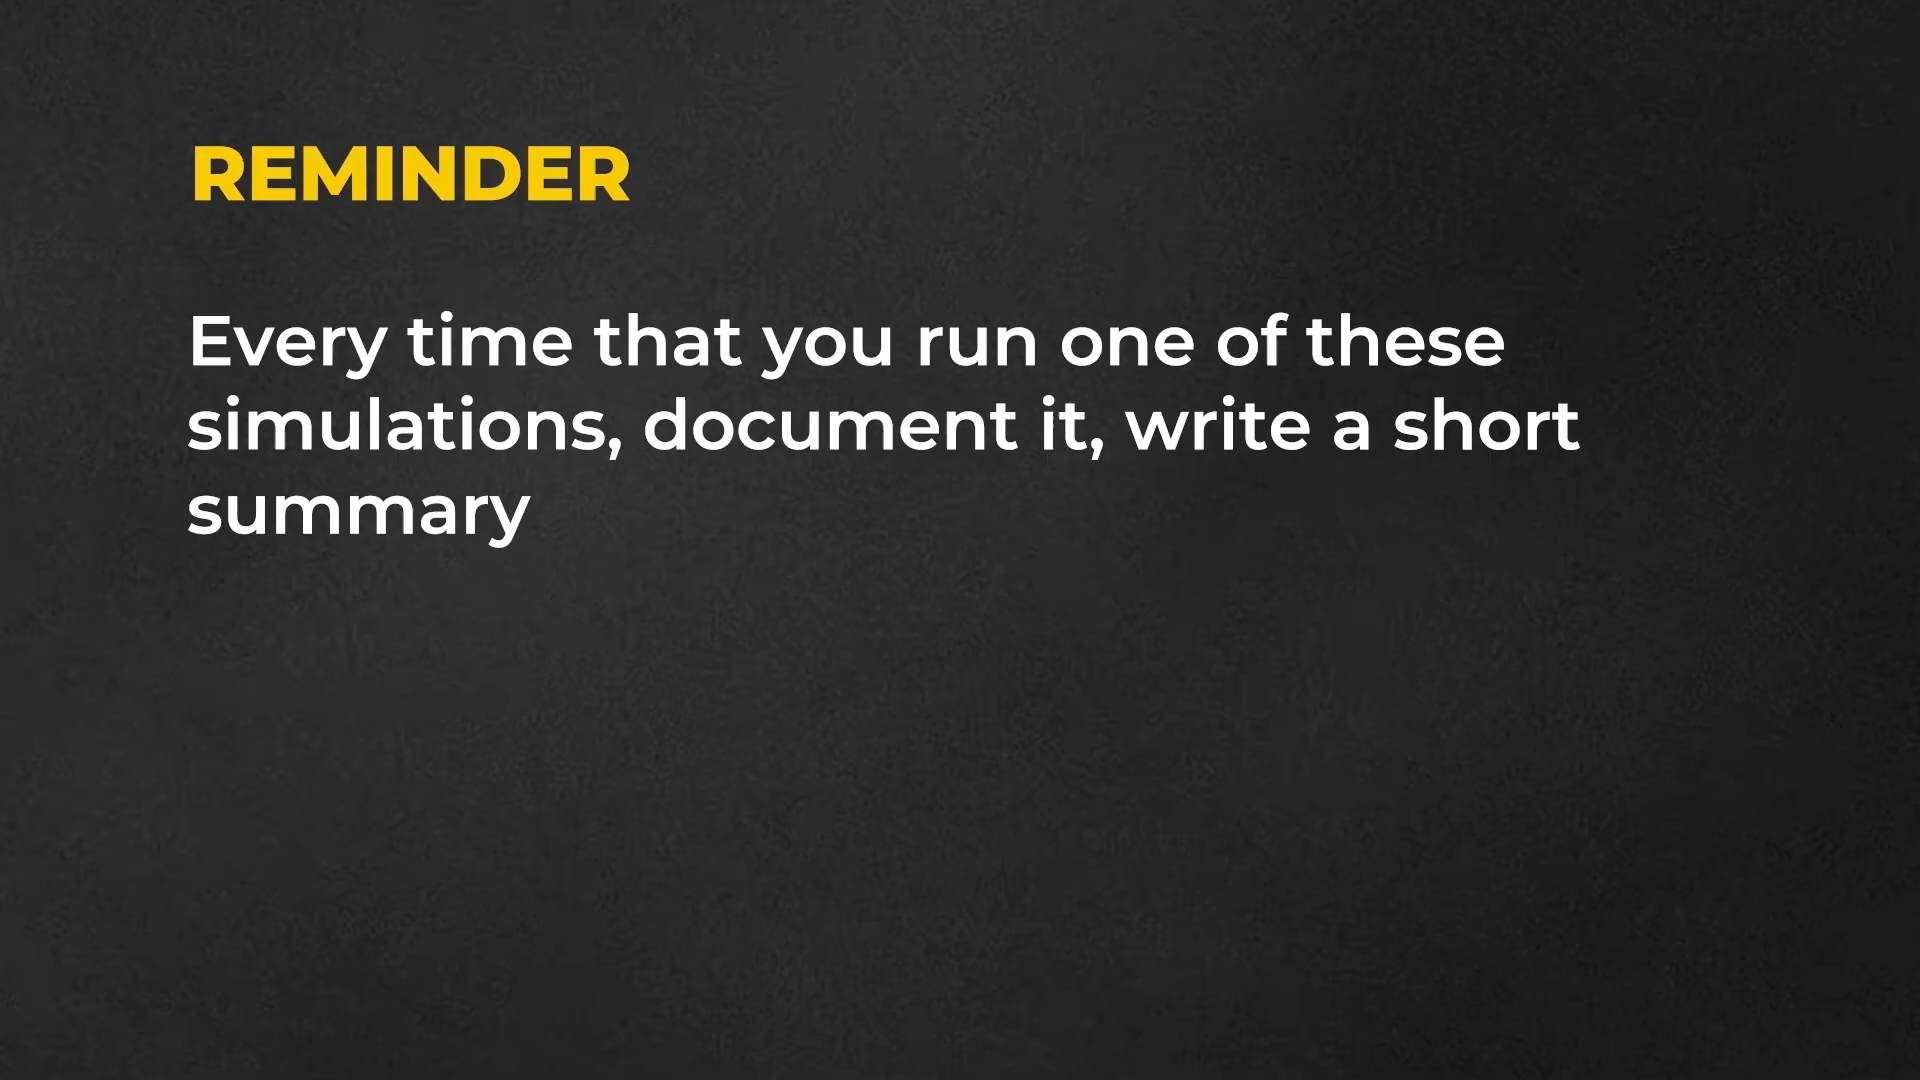 REMINDER
Every time that you run one of these
simulations, document it, write a short
summary